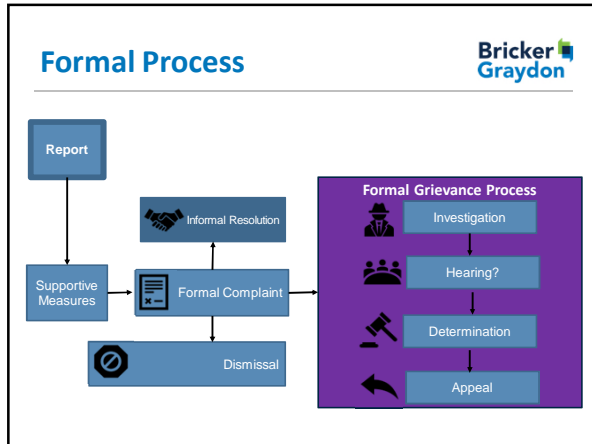 Formal Process
Bricker
Graydon
Report
Informal Resolution
Supportive
Measures
Formal Complaint
Dismissal
Formal Grievance Process
Investigation
Hearing?
Determination
Appeal